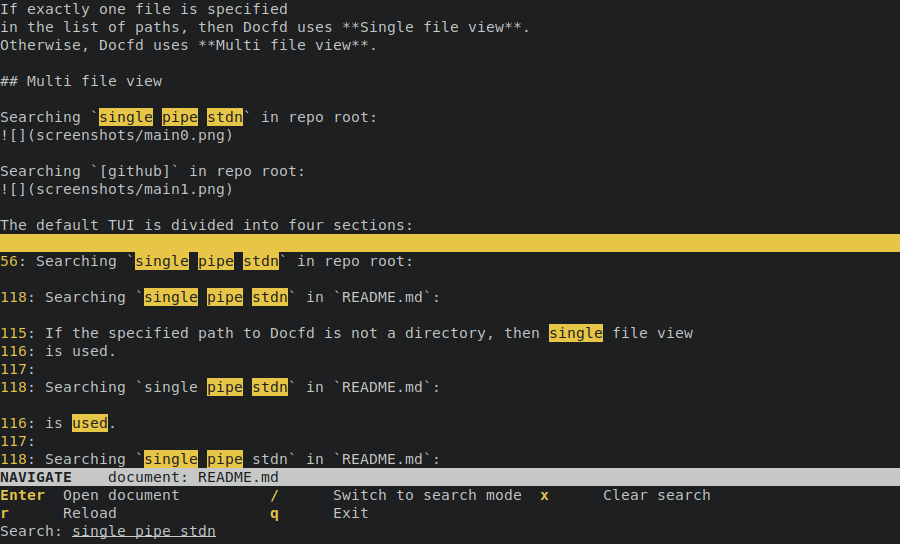 If exactly one file is specified
in the list of paths, then Docfd uses **Single file view**.
Otherwise, Docfd uses **Multi file view**.
## Multi file view
Searching `single pipe stdn` in repo root:
![](screenshots/main0.png)
Searching `[github]` in repo root:
![](screenshots/main1.png)
The default TUI is divided into four sections:
56: Searching `single pipe stdn` in repo root:
118: Searching `single pipe stdn` in `README.md`:
115: If the specified path to Docfd is not a directory, then single file view
116: is used.
117:
118: Searching `single pipe stdn` in `README.md`:
116: is used.
117:
118: Searching `single pipe stdn` in `README.md`:
NAVIGATE    document: README.md
Enter  Open document          /      Switch to search mode  x      Clear search
r      Reload                 q      Exit
Search: single pipe stdn